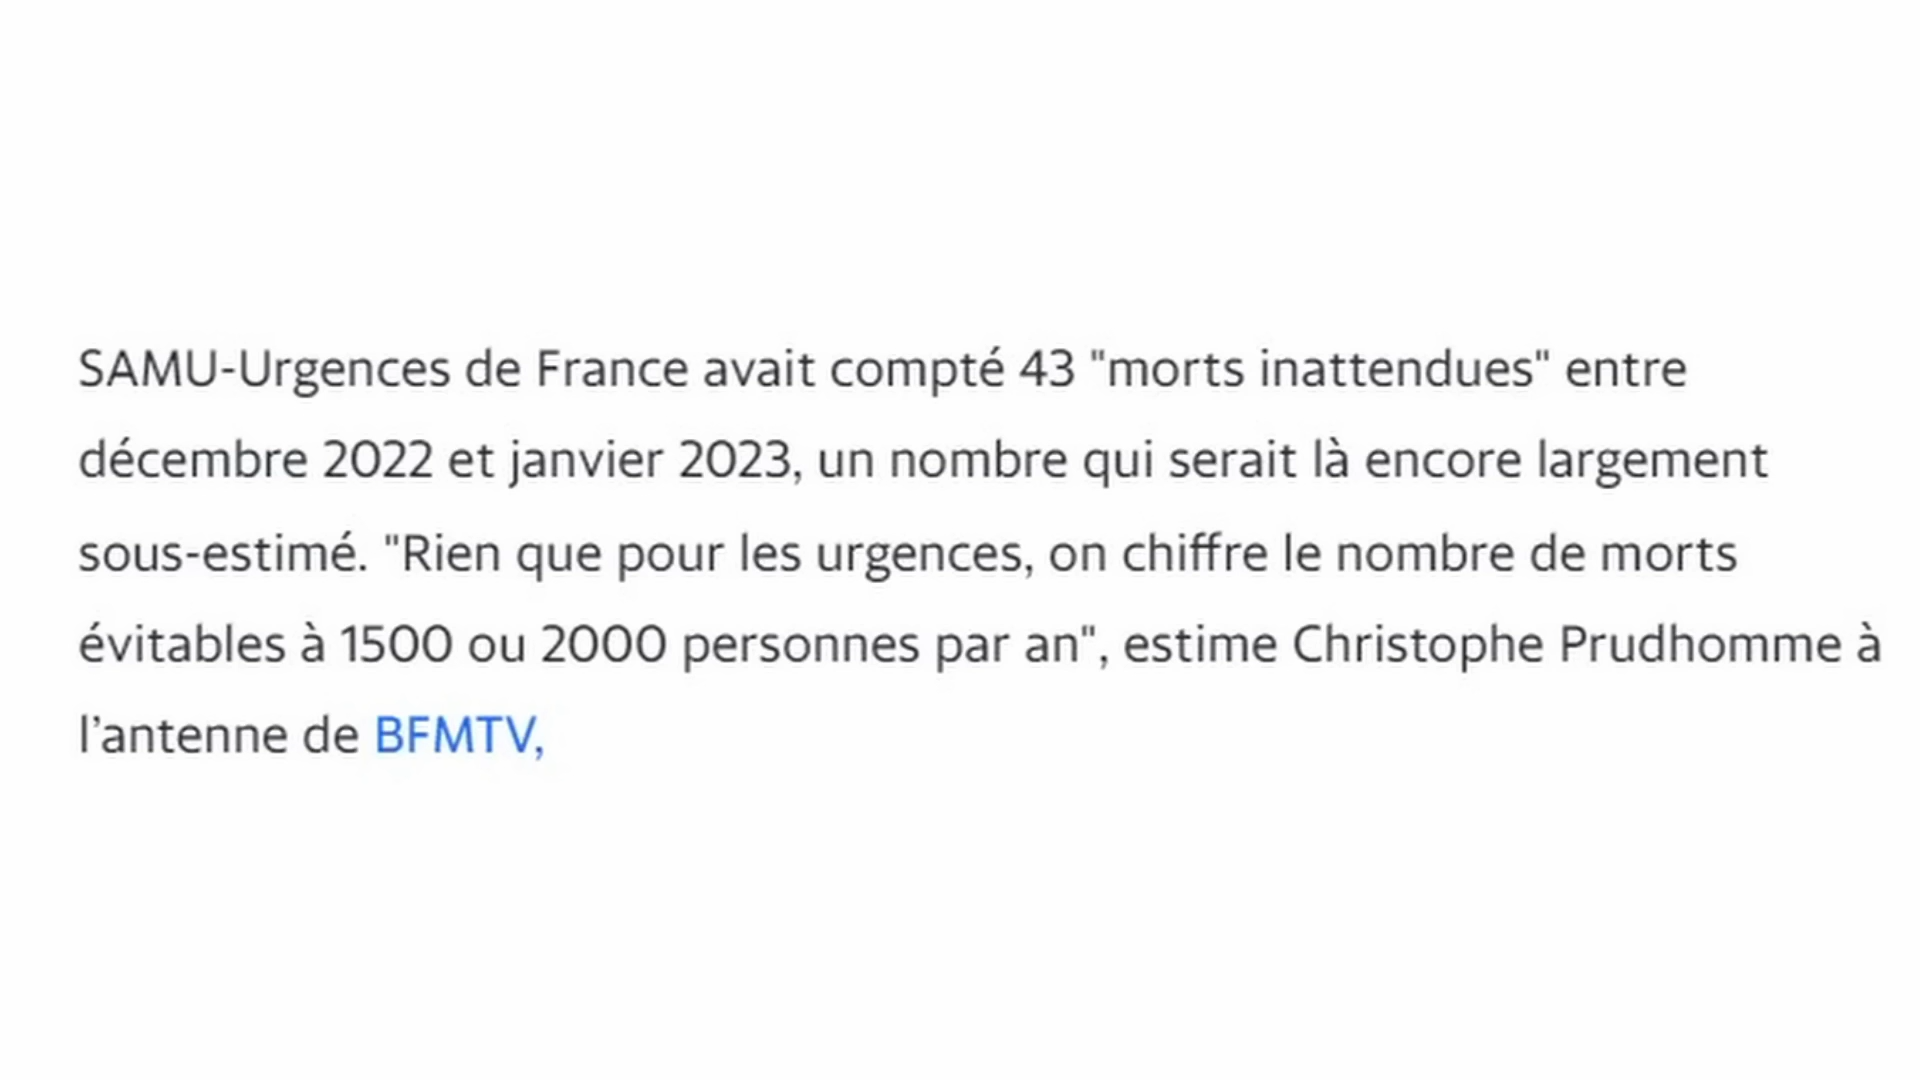 SAMU-Urgences de France avait compté 43 "morts inattendues" entre
décembre 2022 et janvier 2023, un nombre qui serait là encore largement
sous-estimé. "Rien que pour les urgences, on chiffre le nombre de morts
évitables à 1500 ou 2000 personnes par an", estime Christophe Prudhomme à
l’antenne de BFMTV,